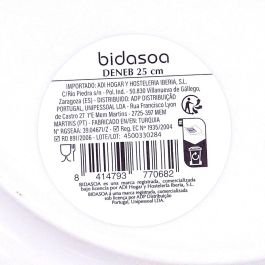 bidasoa
DENEB 25 cm
IMPORTADO: ADI HOGAR Y HOSTELERIA IBERIA, S.L.
C/Río Piedra s/n - Pol. Ind. - 50.830 Villanueva de Gállego,
Zaragoza (ES) - DISTRIBUIDO: ADP DISTRIBUIÇÃO
PORTUGAL, UNIPESSOAL LDA - Rua Francisco Lyon
de Castro 27 1ºE Mem Martins - 2725-397 MEM
MARTINS (PT) - FABRICADO EN/EN: TURQUIA
Nº RGSEAA: 39.04671/Z - Reg. EC Nº 1935/2004
RD 891/2006 - LOTE/LOT: 4500330284
8 414793 770682
BIDASOA es una marca registrada, comercializada
bajo licencia por ADI Hogar y Hostelería Iberia, S.L.
BIDASOA é uma marca registrada, comercializada
sob licença por ADP Distribuição
Portugal, Unipessoal LDA.